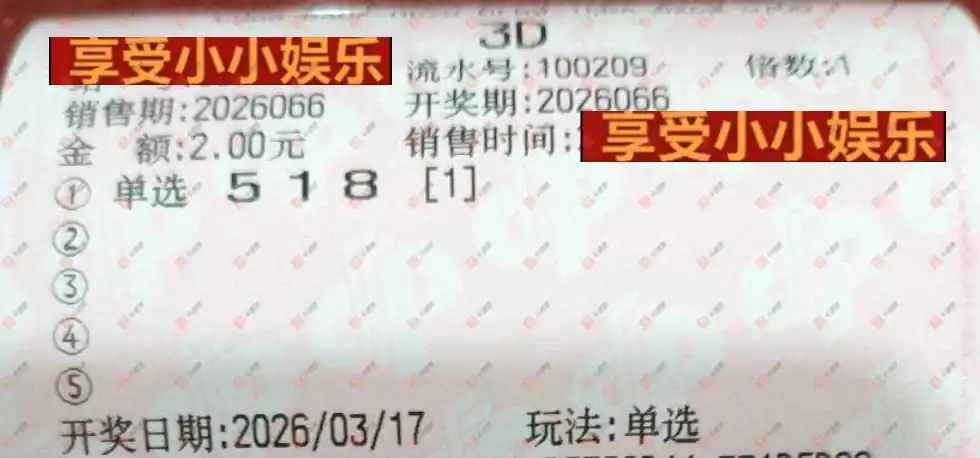 3D
享受小小娱乐 流水号:100209 倍数:1
销售期:2026066 开奖期:2026066
金 额:2.00元 销售时间: 享受小小娱乐
① 单选 5 1 8 [1]
②
③
④
⑤
开奖日期:2026/03/17 玩法:单选